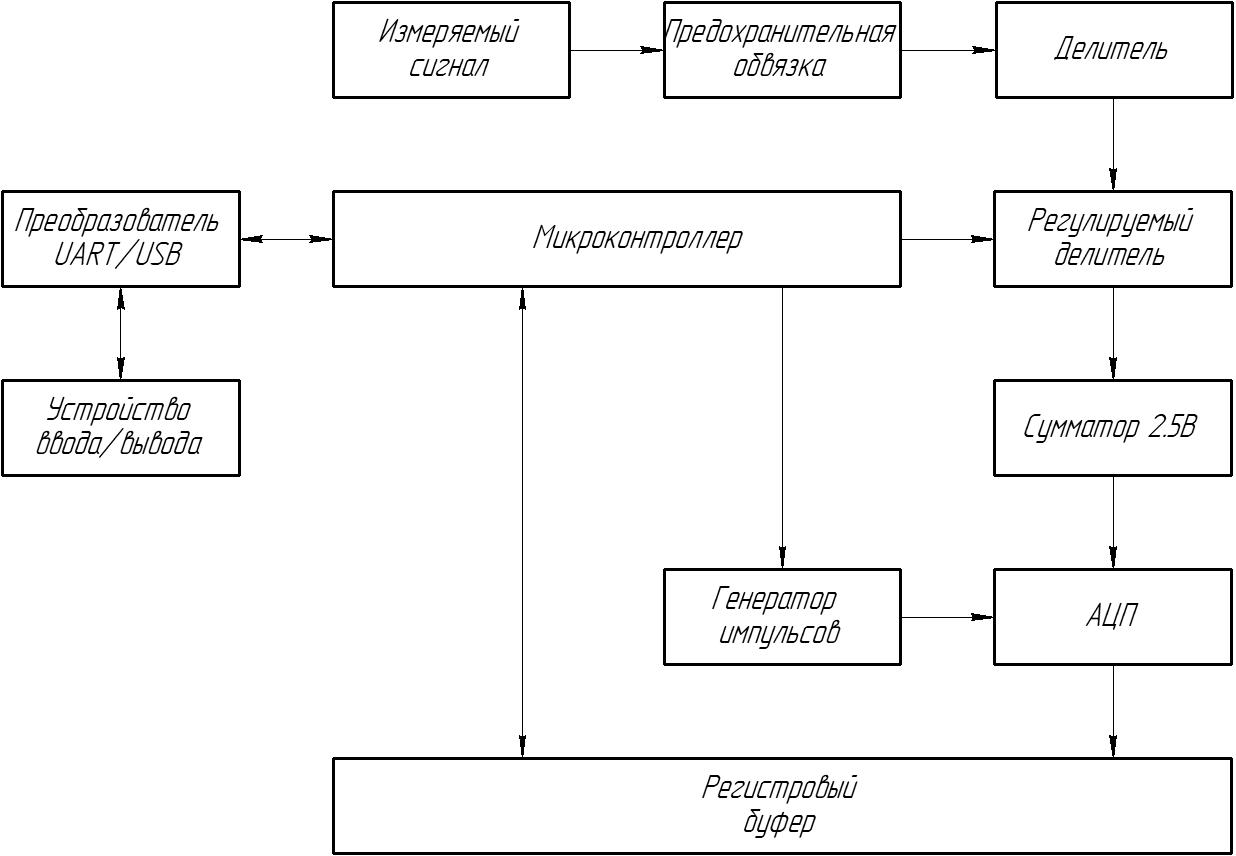 Измеряемый
сигнал
Предохранительная
обвязка
Делитель
Преобразователь
UART/USB
Микроконтроллер
Регулируемый
делитель
Устройство
ввода/вывода
Сумматор 2.5В
Генератор
импульсов
АЦП
Регистровый
буфер